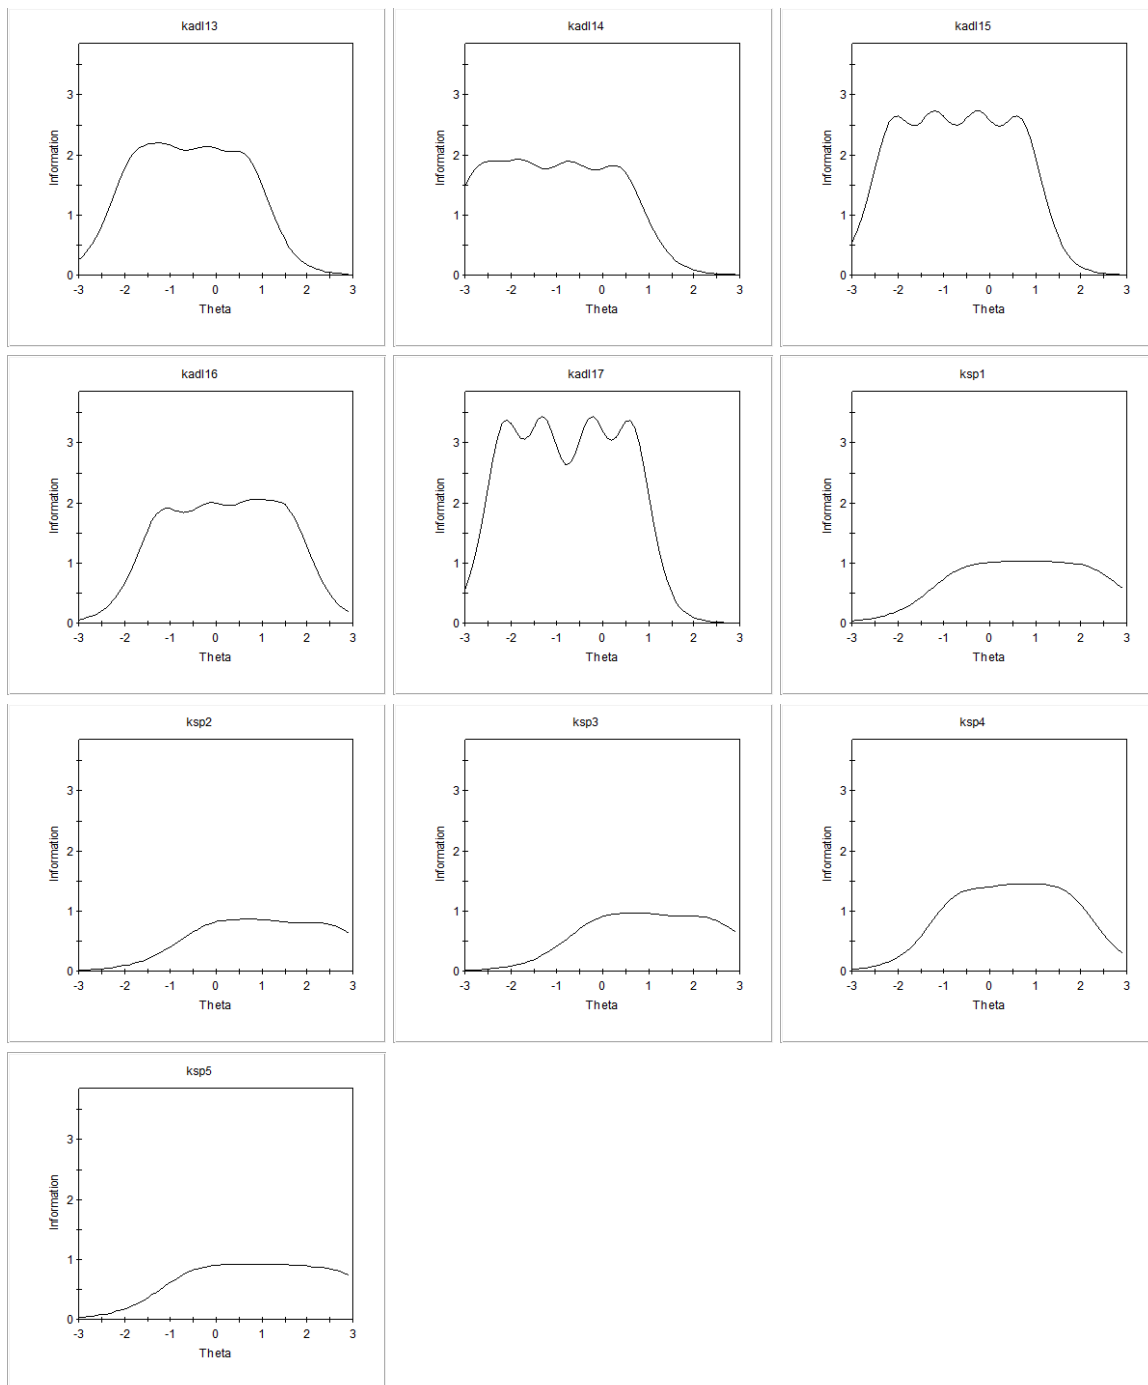 kadl13
kadl14
kadl15
Information
3
2
1
0
-3 -2 -1 0 1 2 3
Theta
Information
3
2
1
0
-3 -2 -1 0 1 2 3
Theta
Information
3
2
1
0
-3 -2 -1 0 1 2 3
Theta
kadl16
kadl17
ksp1
Information
3
2
1
0
-3 -2 -1 0 1 2 3
Theta
Information
3
2
1
0
-3 -2 -1 0 1 2 3
Theta
Information
3
2
1
0
-3 -2 -1 0 1 2 3
Theta
ksp2
ksp3
ksp4
Information
3
2
1
0
-3 -2 -1 0 1 2 3
Theta
Information
3
2
1
0
-3 -2 -1 0 1 2 3
Theta
Information
3
2
1
0
-3 -2 -1 0 1 2 3
Theta
ksp5
Information
3
2
1
0
-3 -2 -1 0 1 2 3
Theta